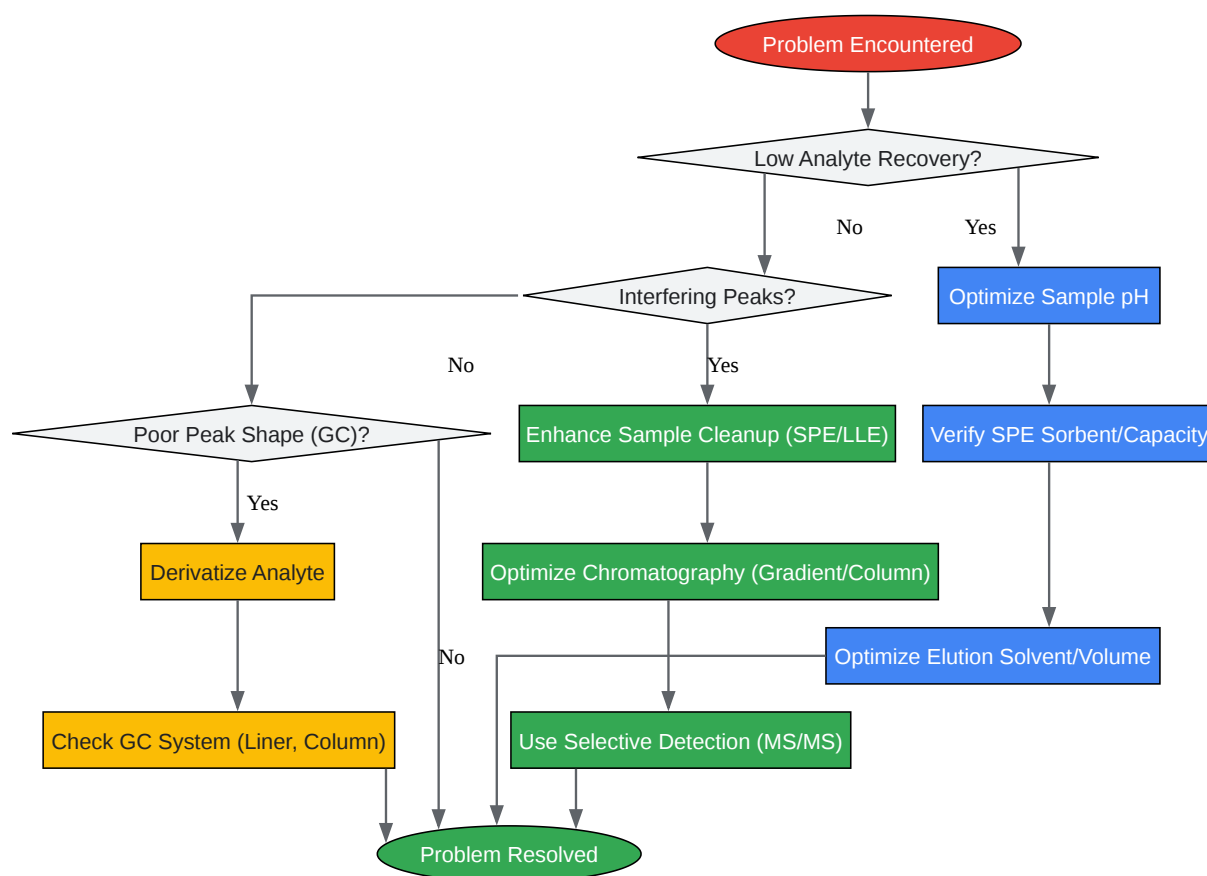 Problem Encountered
Low Analyte Recovery?
No
Yes
Interfering Peaks?
Optimize Sample pH
No
Yes
Poor Peak Shape (GC)?
Enhance Sample Cleanup (SPE/LLE)
Verify SPE Sorbent/Capacity
Yes
Derivatize Analyte
Optimize Chromatography (Gradient/Column)
No
Optimize Elution Solvent/Volume
Check GC System (Liner, Column)
Use Selective Detection (MS/MS)
Problem Resolved